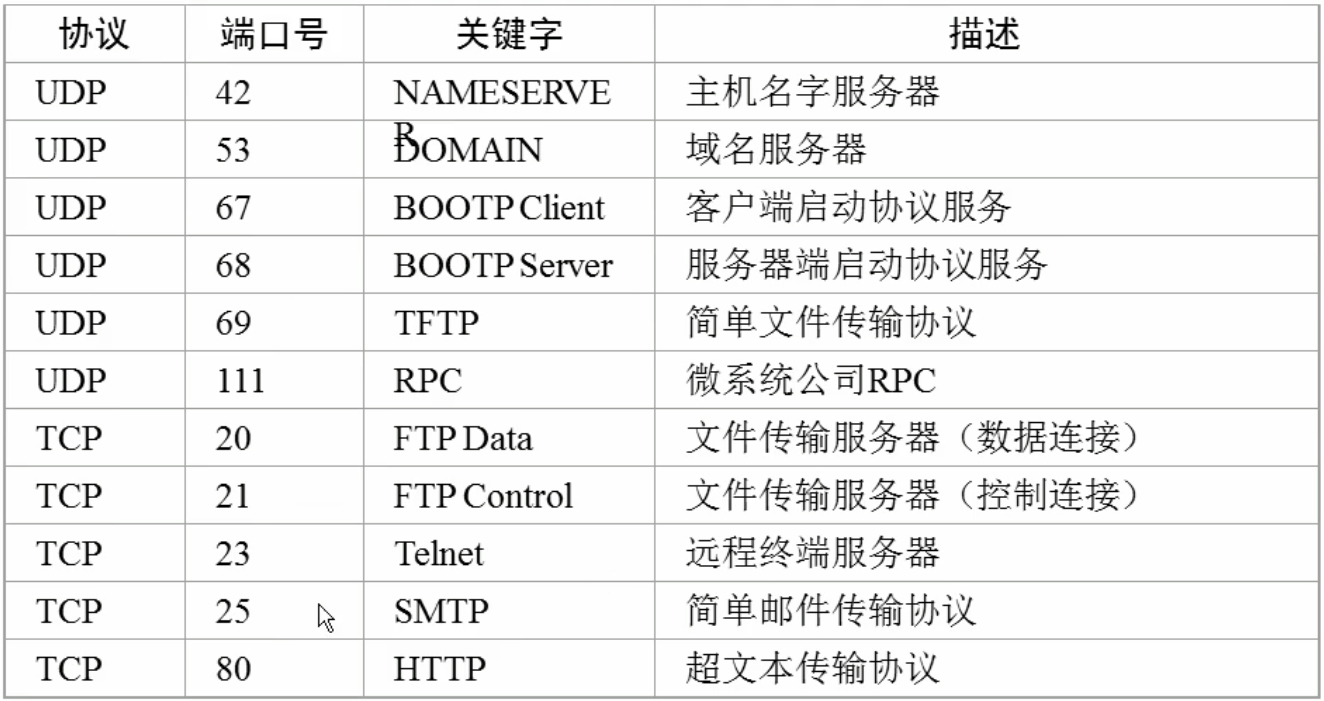 协议 端口号 关键字 描述
UDP 42 NAMESERVER 主机名字服务器
UDP 53 DOMAIN 域名服务器
UDP 67 BOOTP Client 客户端启动协议服务
UDP 68 BOOTP Server 服务器端启动协议服务
UDP 69 TFTP 简单文件传输协议
UDP 111 RPC 微系统公司RPC
TCP 20 FTP Data 文件传输服务器（数据连接）
TCP 21 FTP Control 文件传输服务器（控制连接）
TCP 23 Telnet 远程终端服务器
TCP 25 SMTP 简单邮件传输协议
TCP 80 HTTP 超文本传输协议